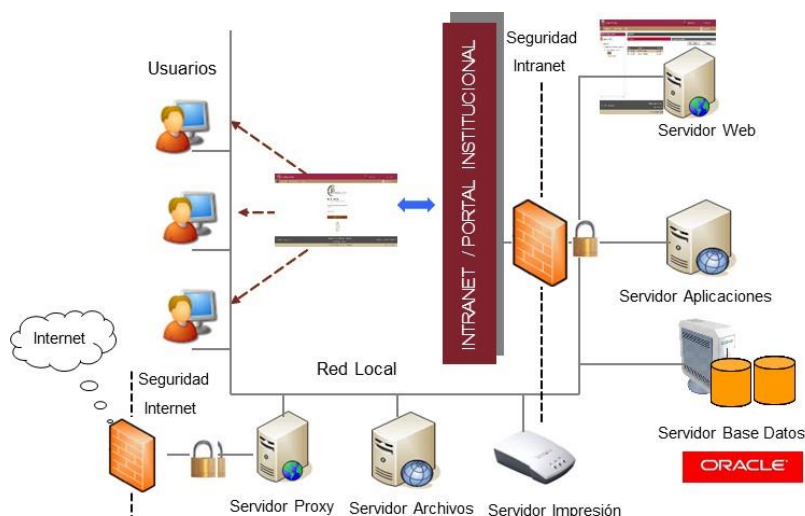 Usuarios
INTRANET / PORTAL INSTITUCIONAL
Seguridad
Intranet
Servidor Web
Servidor Aplicaciones
Internet
Seguridad
Internet
Red Local
Servidor Base Datos
ORACLE
Servidor Proxy
Servidor Archivos
Servidor Impresión